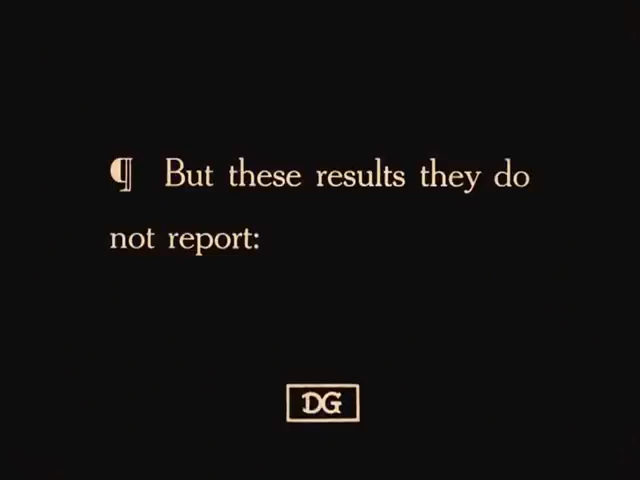 ¶ But these results they do
not report:
DG